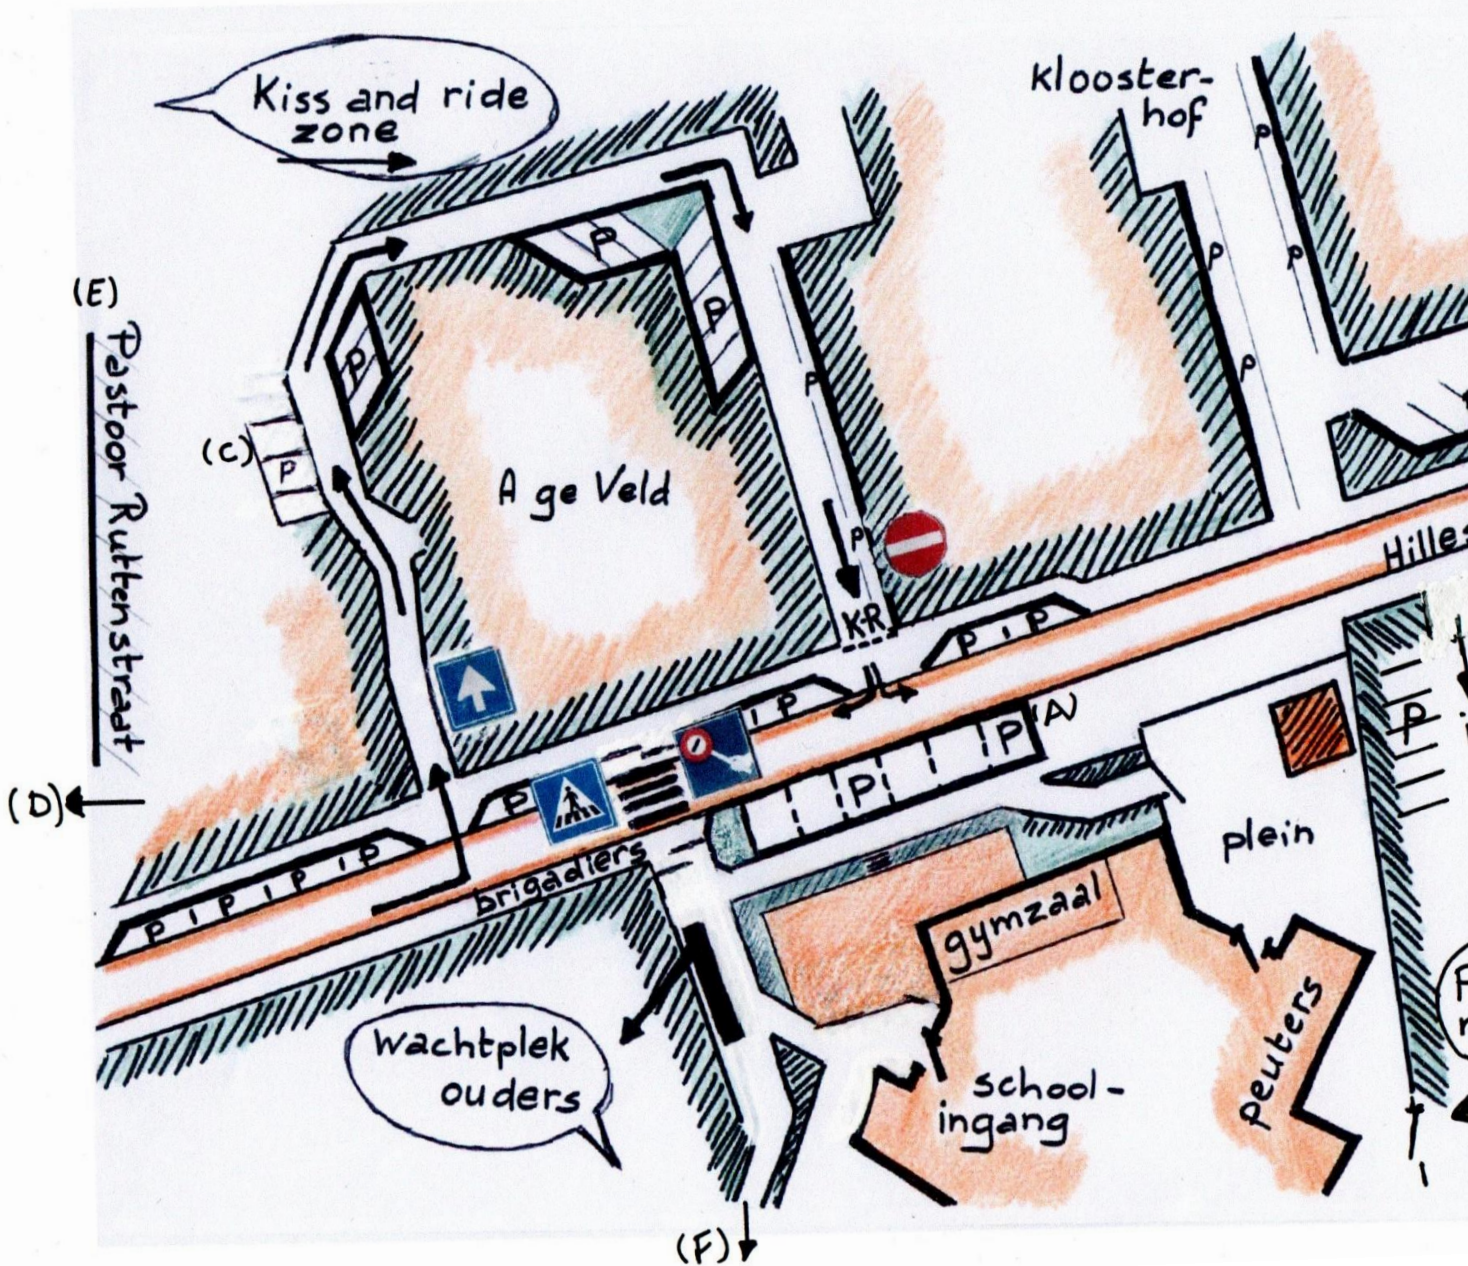 Kiss and ride
zone
klooster-
hof
P
P
P
P
P
P
P
P
P
(E)
Pastoor Ruttenstraat
(C)
P
A ge Veld
P
K-R
Hilles
P P
P
(A)
P
P
P
(D)
P
P P P P
brigadiers
plein
gymzaal
Wachtplek
ouders
school-
ingang
peuters
(F)